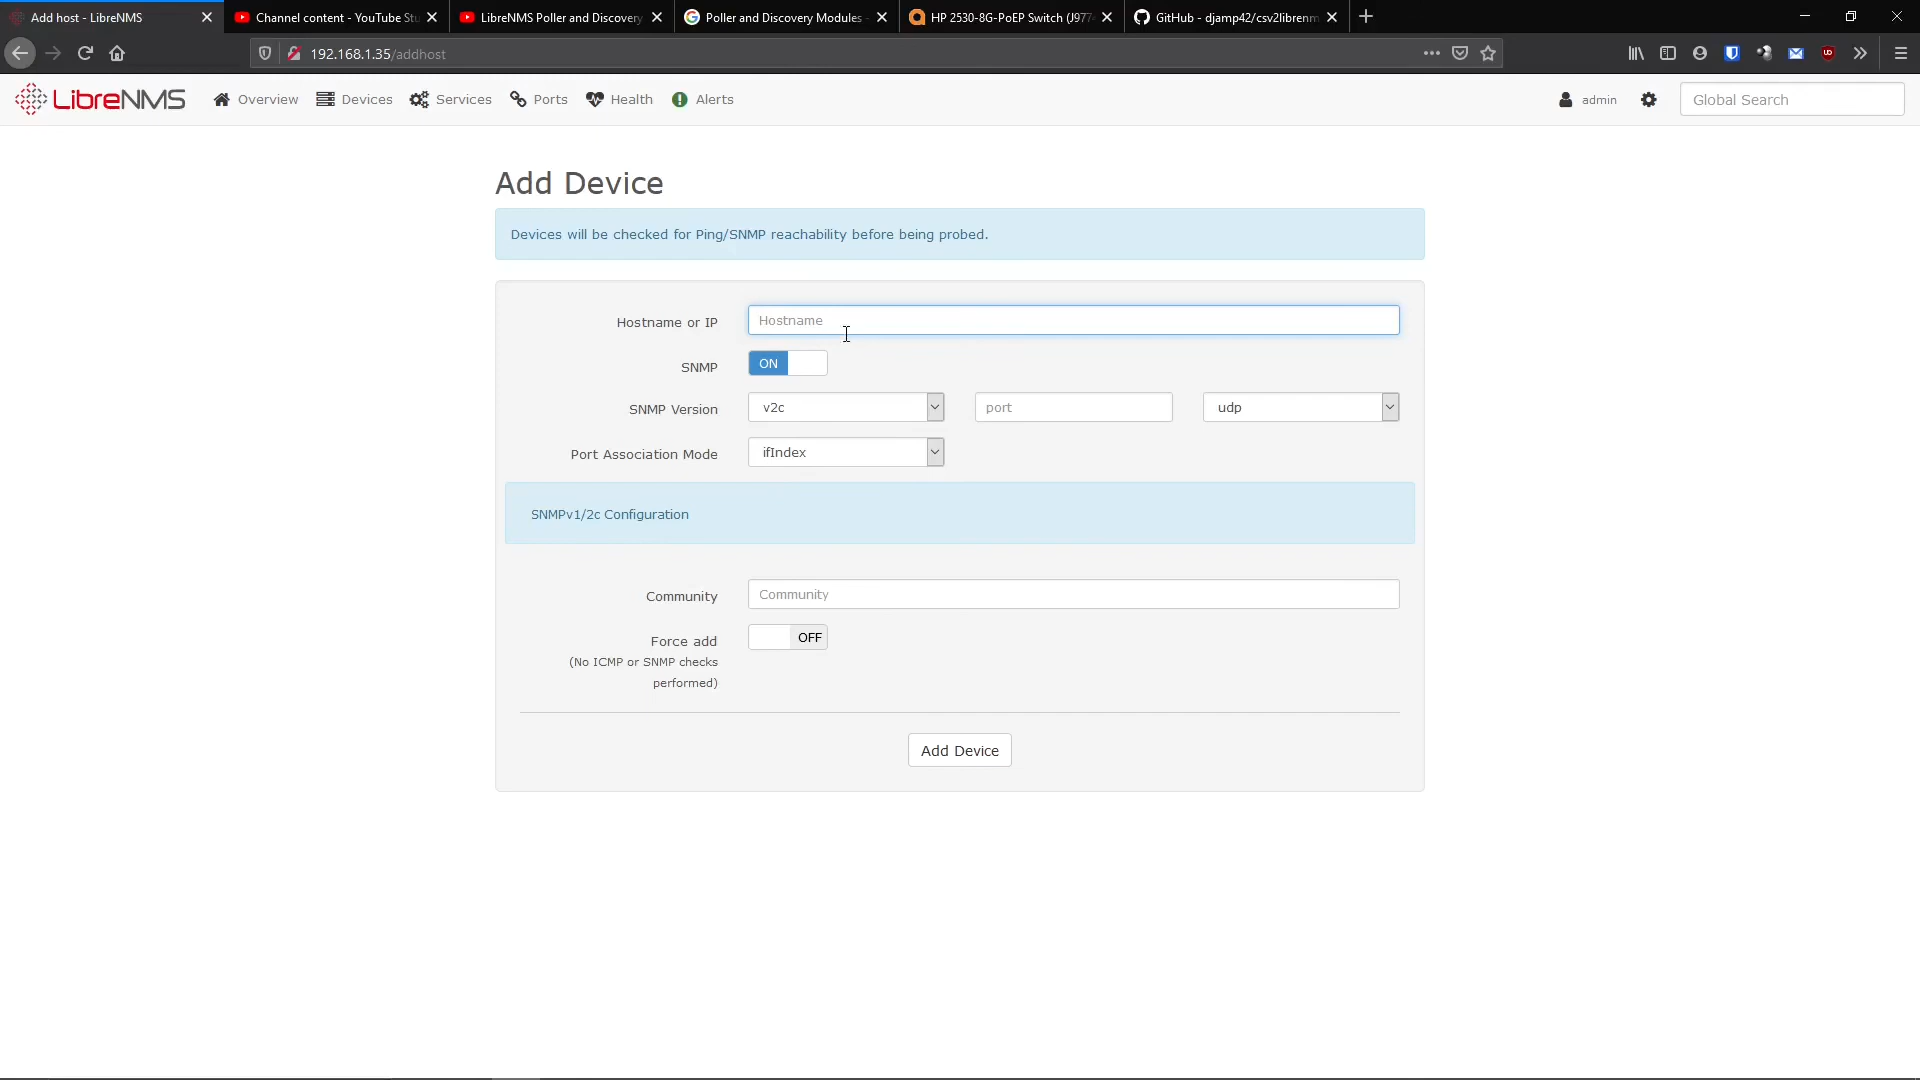 Add host - LibreNMS
Channel content - YouTube Stu
LibreNMS Poller and Discovery
Poller and Discovery Modules -
HP 2530-8G-PoEP Switch (J977
GitHub - djamp42/csv2librenm
192.168.1.35/addhost
LibreNMS
Overview
Devices
Services
Ports
Health
Alerts
admin
Global Search
Add Device
Devices will be checked for Ping/SNMP reachability before being probed.
Hostname or IP
Hostname
SNMP
ON
SNMP Version
v2c
port
udp
Port Association Mode
ifIndex
SNMPv1/2c Configuration
Community
Community
Force add
OFF
(No ICMP or SNMP checks
performed)
Add Device